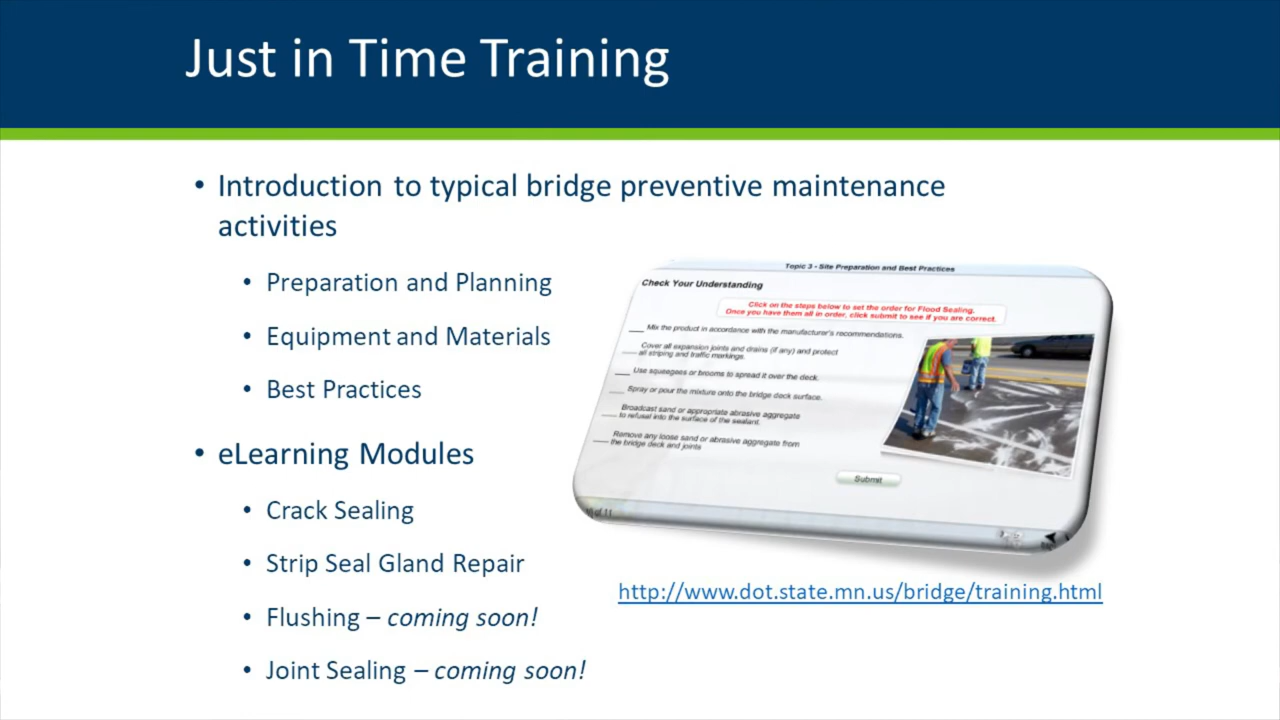 Just in Time Training
• Introduction to typical bridge preventive maintenance
activities
• Preparation and Planning
• Equipment and Materials
• Best Practices
• eLearning Modules
• Crack Sealing
• Strip Seal Gland Repair
• Flushing – coming soon!
• Joint Sealing – coming soon!
Topic 3 - Site Preparation and Best Practices
Check Your Understanding
Click on the steps below to set the order for Flood Sealing.
Once you have them all in order, click submit to see if you are correct.
___ Mix the product in accordance with the manufacturer's recommendations.
___ Cover all expansion joints and drains (if any) and protect
all striping and traffic markings.
___ Use squeegees or brooms to spread it over the deck.
___ Spray or pour the mixture onto the bridge deck surface.
___ Broadcast sand or appropriate abrasive aggregate
to refusal into the surface of the sealant.
___ Remove any loose sand or abrasive aggregate from
the bridge deck and joints
Submit
of 11
http://www.dot.state.mn.us/bridge/training.html